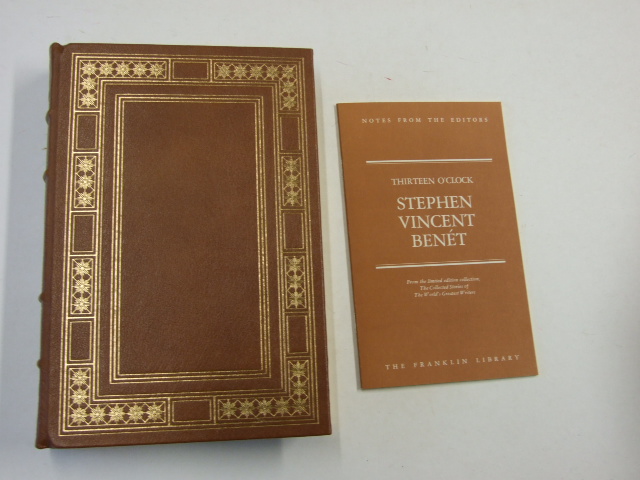 NOTES FROM THE EDITORS
THIRTEEN O'CLOCK
STEPHEN
VINCENT
BENÉT
From the limited edition collection,
The Collected Stories of
The World's Greatest Writers
THE FRANKLIN LIBRARY